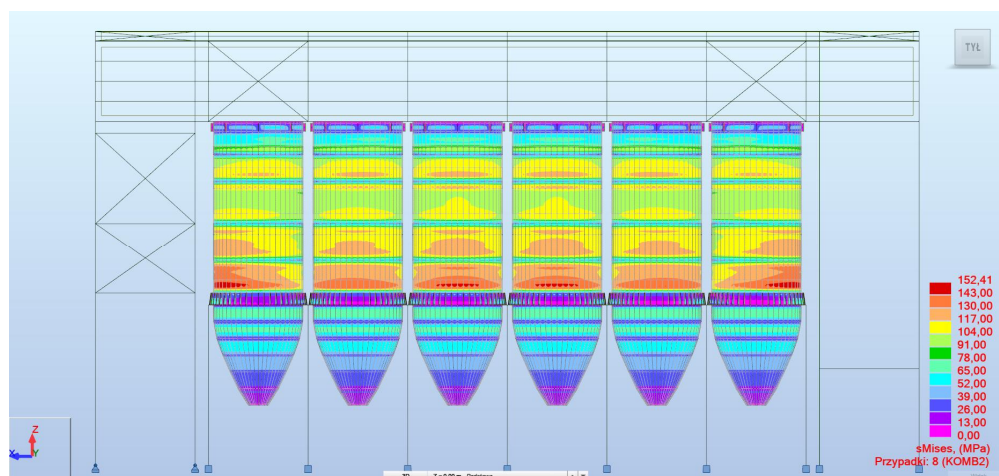 TYŁ
152,41
143,00
130,00
117,00
104,00
91,00
78,00
65,00
52,00
39,00
26,00
13,00
0,00
sMises, (MPa)
Przypadki: 8 (KOMB2)
Z
X
Y